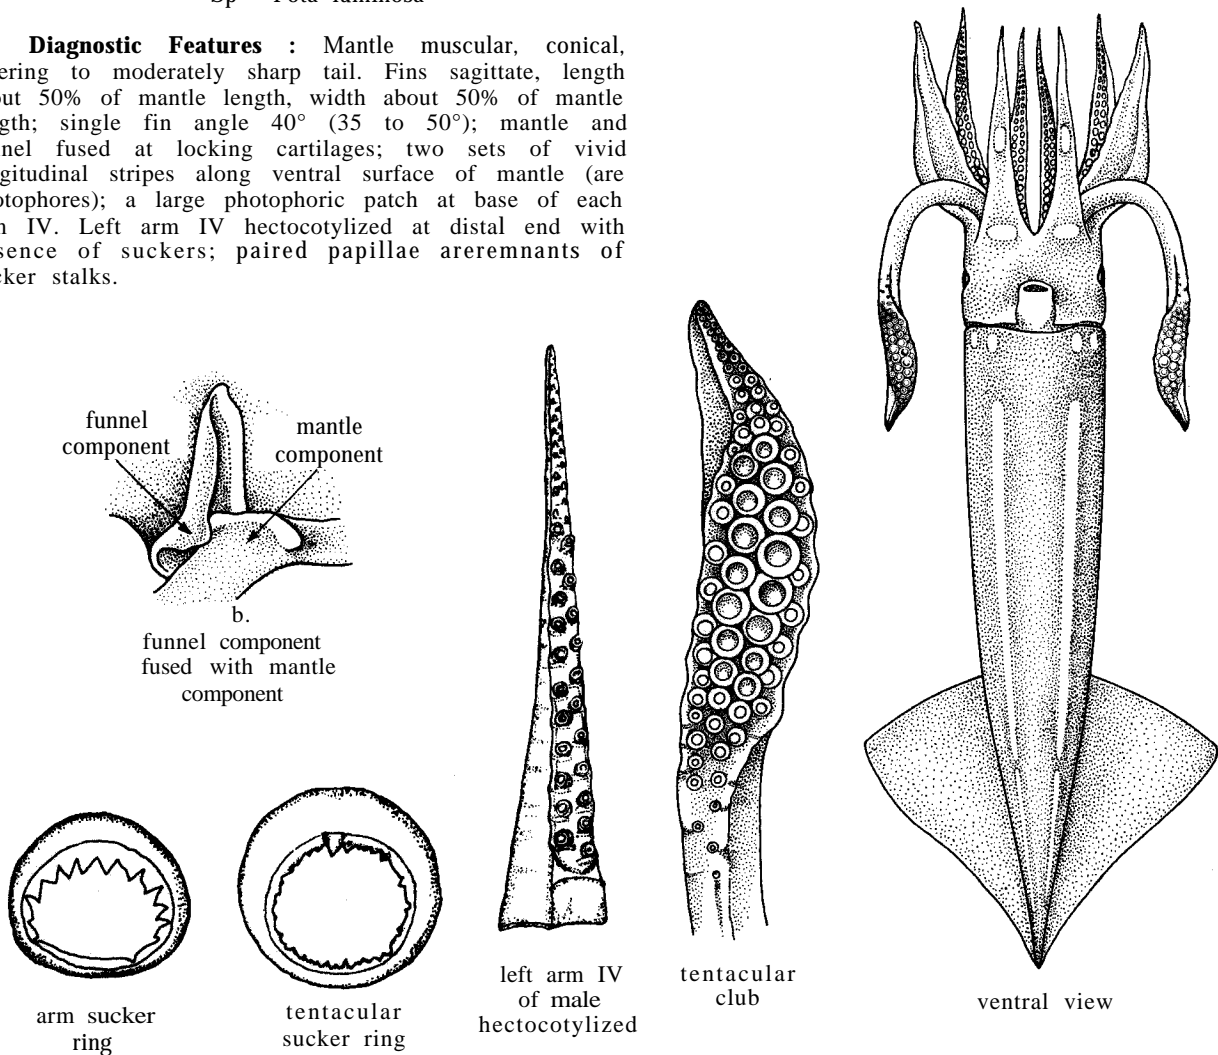 Diagnostic Features : Mantle muscular, conical,
ering to moderately sharp tail. Fins sagittate, length
out 50% of mantle length, width about 50% of mantle
gth; single fin angle 40° (35 to 50°); mantle and
nnel fused at locking cartilages; two sets of vivid
gitudinal stripes along ventral surface of mantle (are
otophores); a large photophoric patch at base of each
m IV. Left arm IV hectocotylized at distal end with
sence of suckers; paired papillae areremnants of
cker stalks.
funnel
component
mantle
component
b.
funnel component
fused with mantle
component
arm sucker
ring
tentacular
sucker ring
left arm IV
of male
hectocotylized
tentacular
club
ventral view